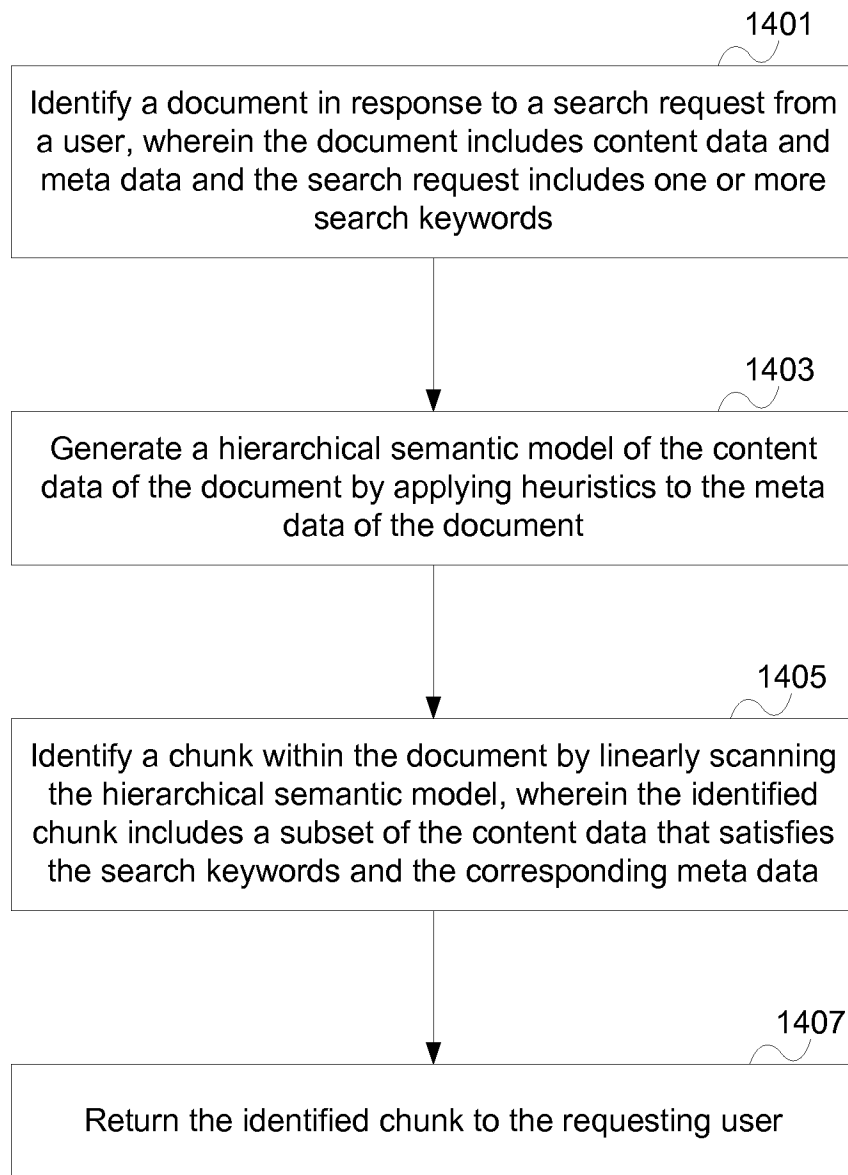 1401
Identify a document in response to a search request from
a user, wherein the document includes content data and
meta data and the search request includes one or more
search keywords
1403
Generate a hierarchical semantic model of the content
data of the document by applying heuristics to the meta
data of the document
1405
Identify a chunk within the document by linearly scanning
the hierarchical semantic model, wherein the identified
chunk includes a subset of the content data that satisfies
the search keywords and the corresponding meta data
1407
Return the identified chunk to the requesting user